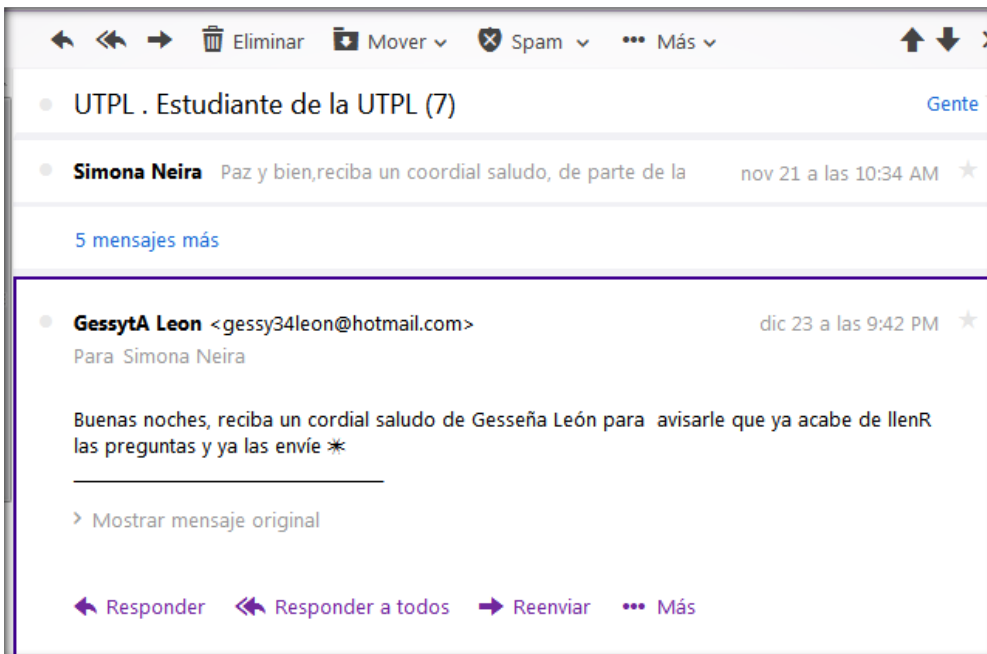 Eliminar Mover Spam ••• Más
UTPL . Estudiante de la UTPL (7) Gente
Simona Neira Paz y bien,reciba un coordial saludo, de parte de la nov 21 a las 10:34 AM
5 mensajes más
GessytA Leon <gessy34leon@hotmail.com> dic 23 a las 9:42 PM
Para Simona Neira
Buenas noches, reciba un cordial saludo de Gesseña León para avisarle que ya acabe de llenR
las preguntas y ya las envíe ☀
> Mostrar mensaje original
Responder Responder a todos Reenviar ••• Más